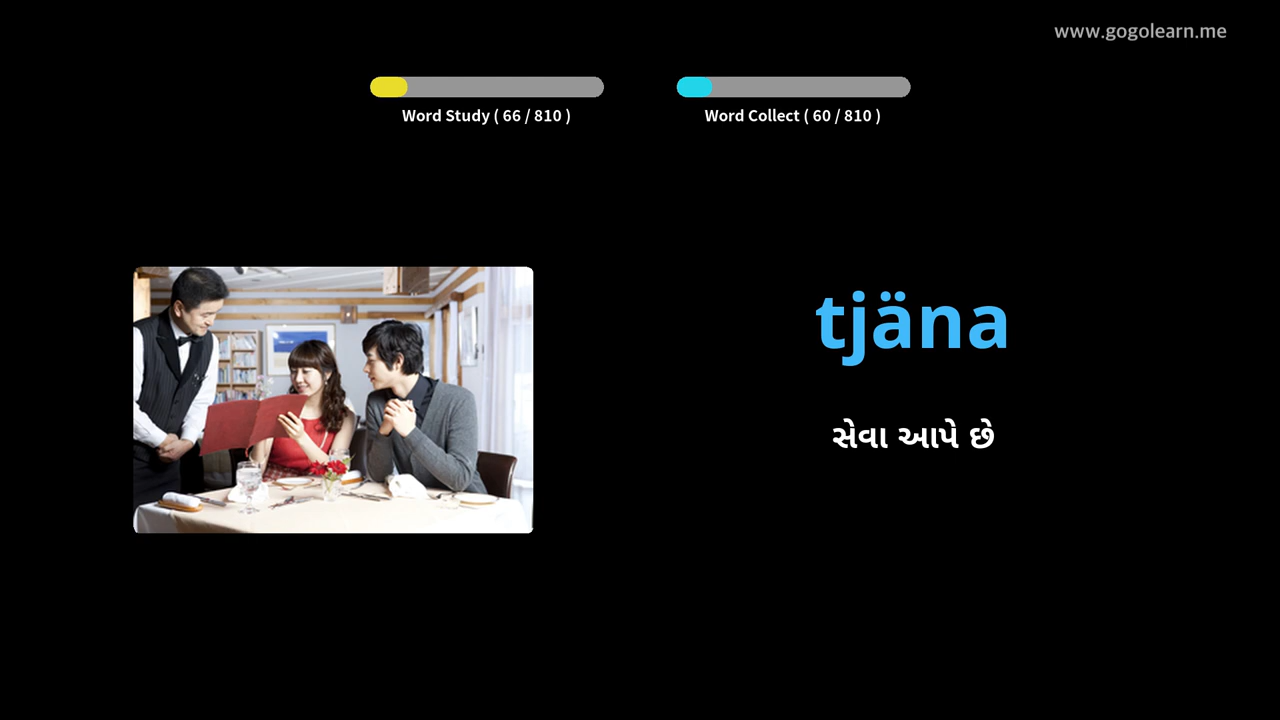 www.gogolearn.me
Word Study ( 66 / 810 )
Word Collect ( 60 / 810 )
tjäna
સેવા આપે છે